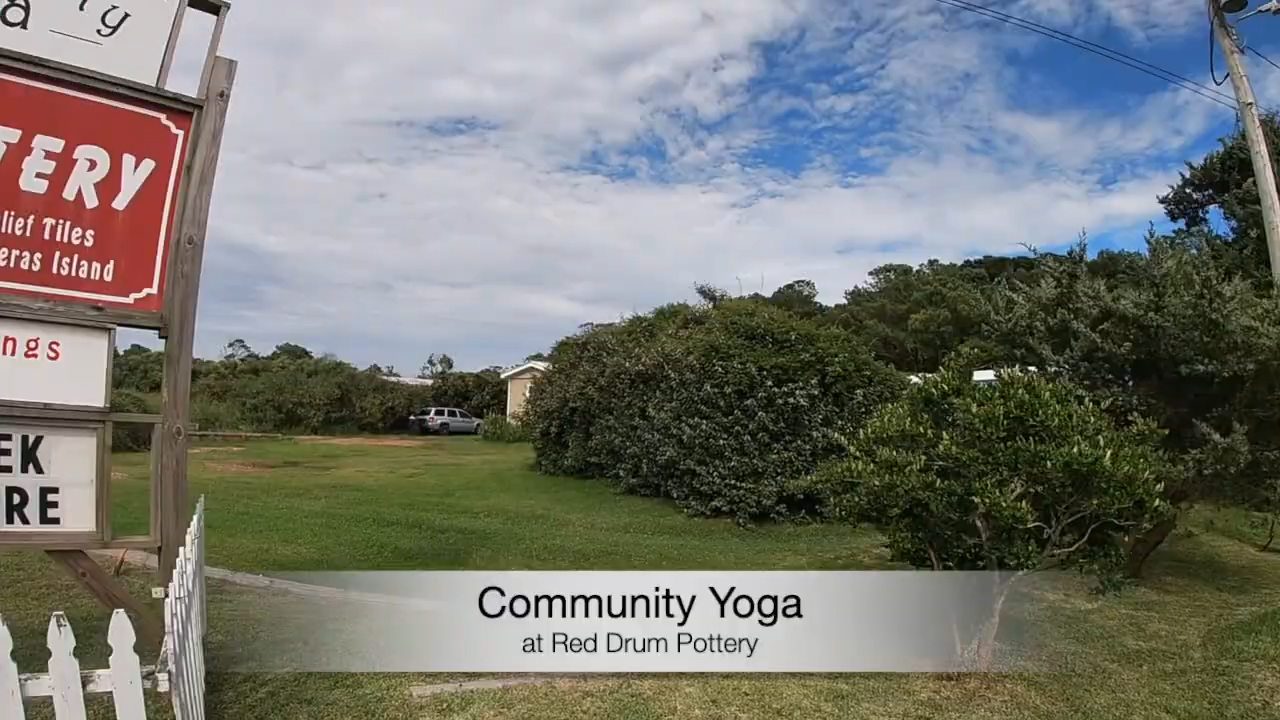 a
TERY
lief Tiles
eras Island
ngs
EK
RE
Community Yoga
at Red Drum Pottery